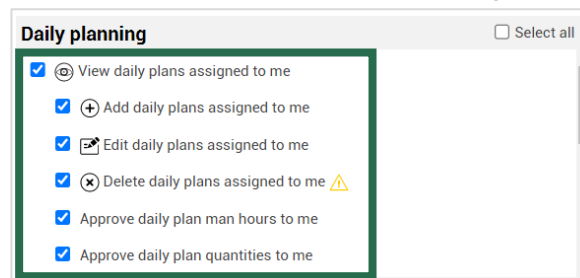 Daily planning
Select all
View daily plans assigned to me
Add daily plans assigned to me
Edit daily plans assigned to me
Delete daily plans assigned to me
Approve daily plan man hours to me
Approve daily plan quantities to me